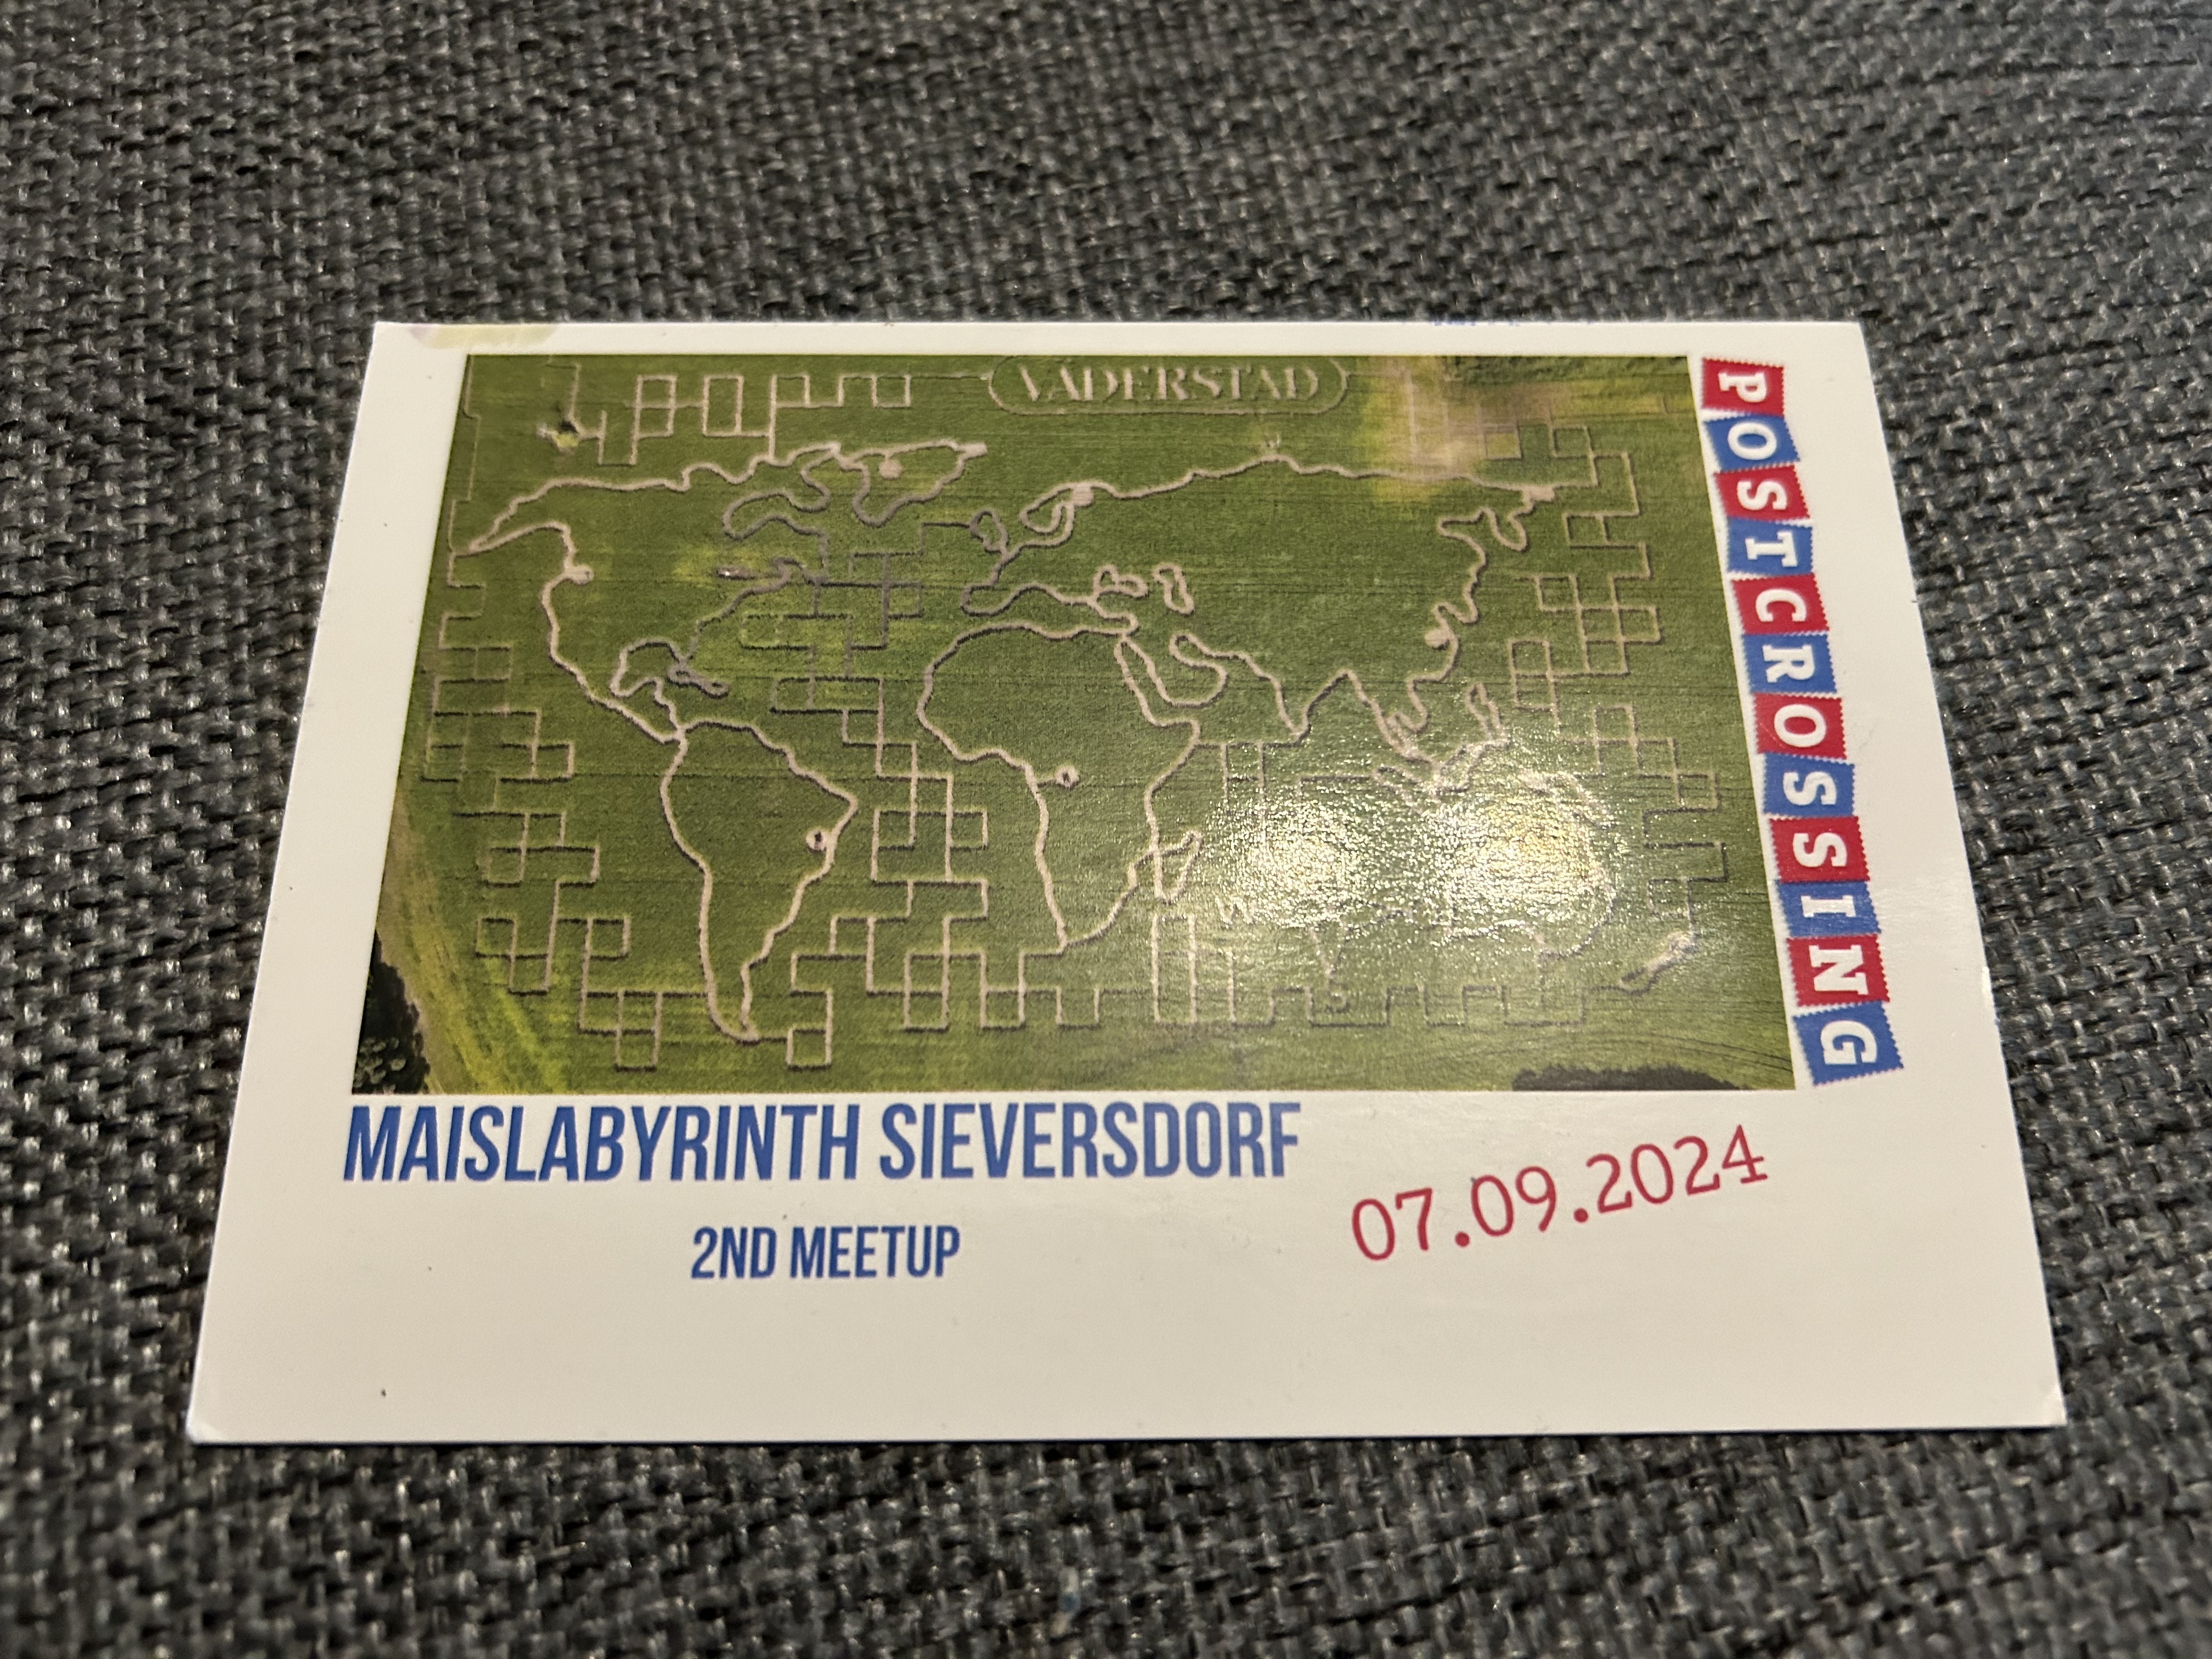 VÄDERSTAD
POSTCROSSING
MAISLABYRINTH SIEVERSDORF
2ND MEETUP
07.09.2024